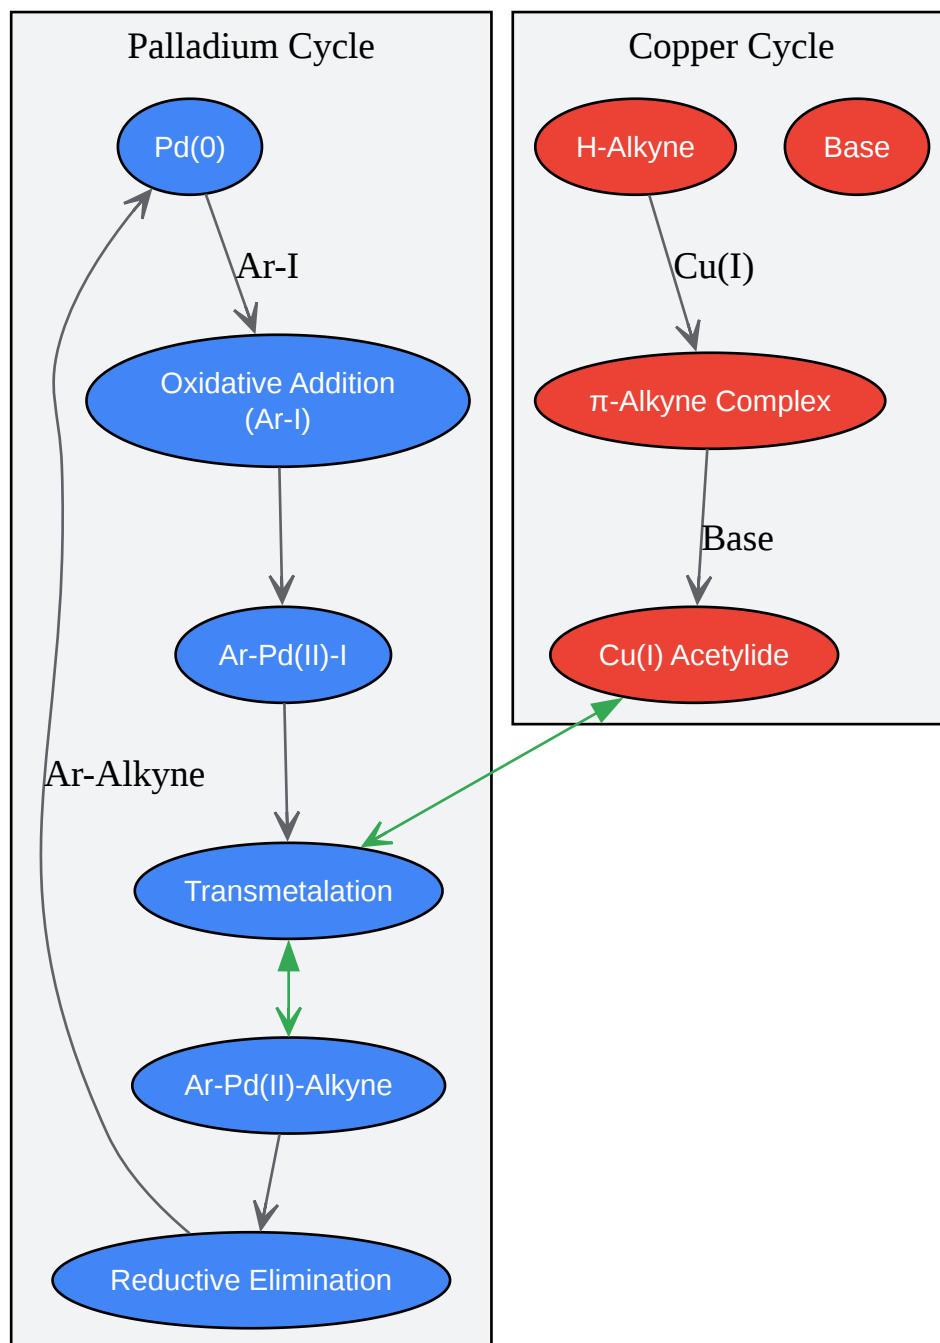 Palladium Cycle
Pd(0)
Ar-I
Oxidative Addition
(Ar-I)
Ar-Pd(II)-I
Ar-Alkyne
Transmetalation
Ar-Pd(II)-Alkyne
Reductive Elimination
Copper Cycle
H-Alkyne
Base
Cu(I)
π-Alkyne Complex
Base
Cu(I) Acetylide